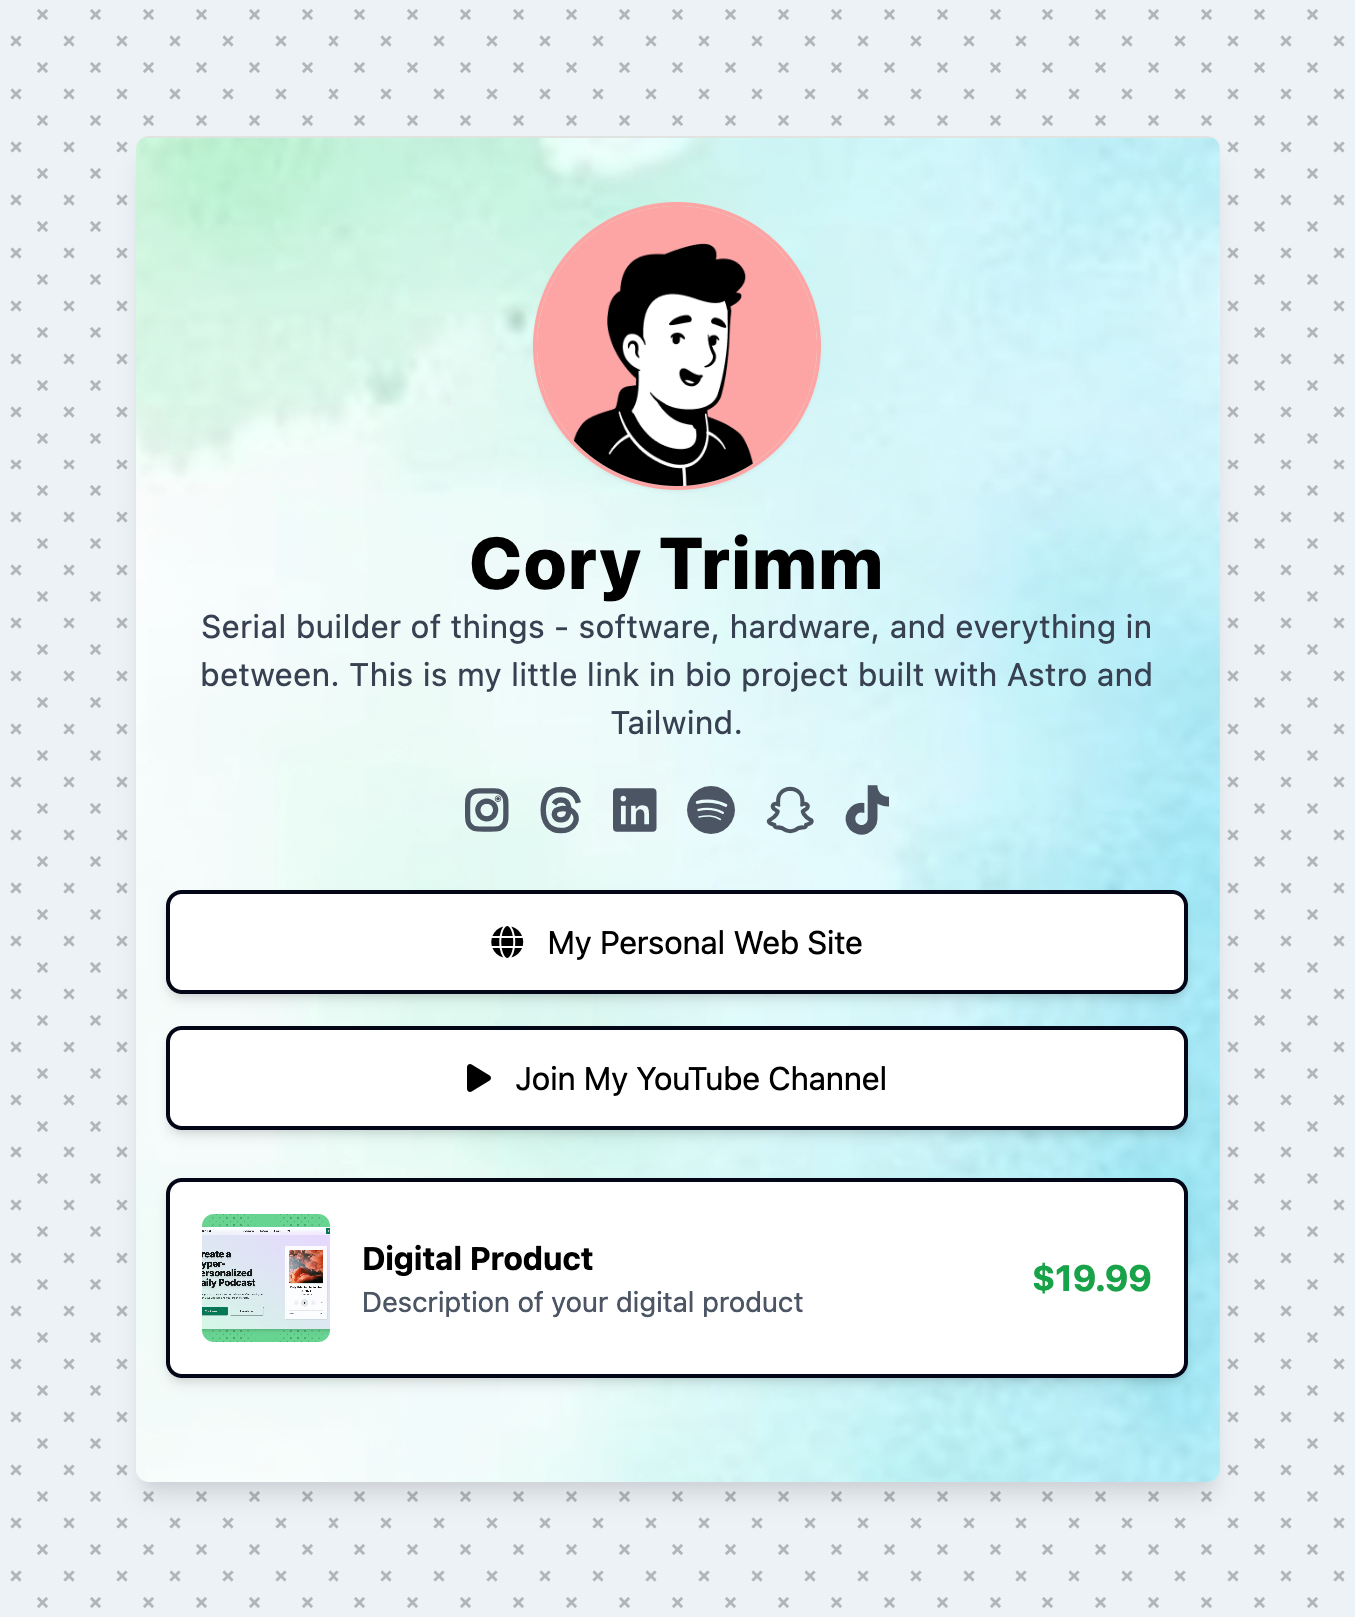 Cory Trimm
Serial builder of things - software, hardware, and everything in
between. This is my little link in bio project built with Astro and
Tailwind.
in
My Personal Web Site
Join My YouTube Channel
reate a
yper-
ersonalized
aily Podcast
Digital Product
Description of your digital product
$19.99